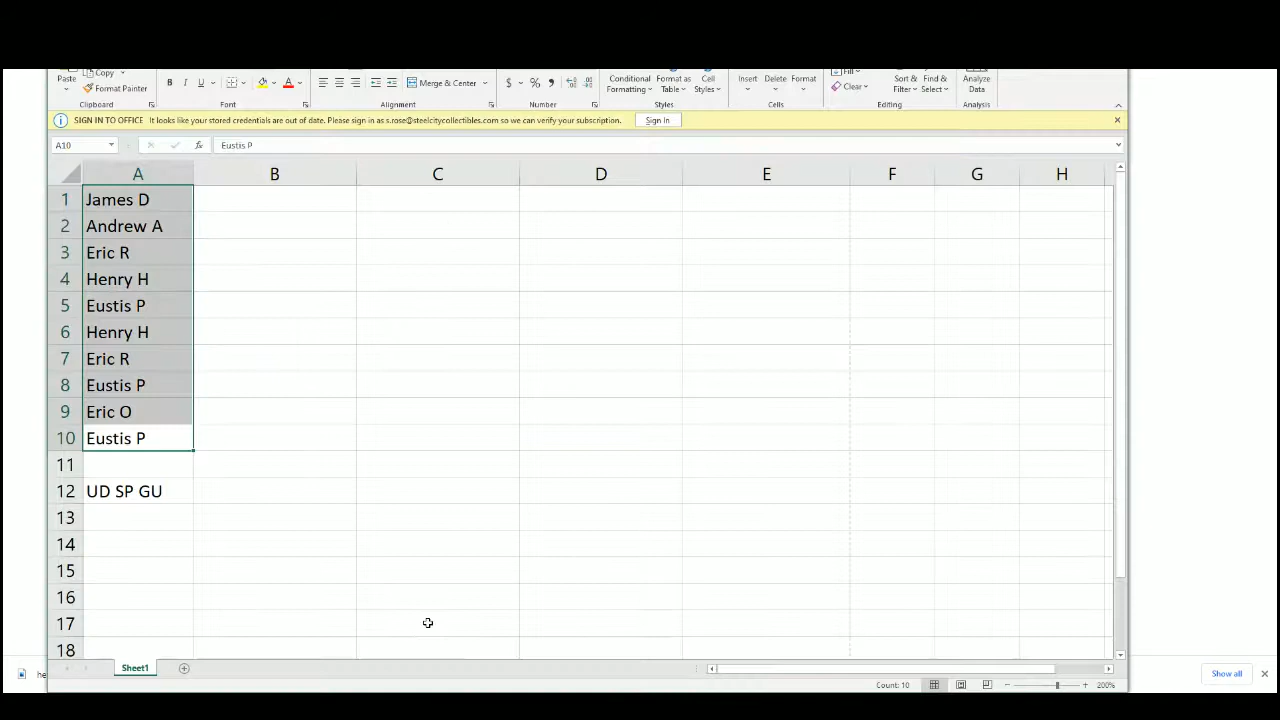 Paste
Copy
Format Painter
B I U
Merge & Center
$ % ,
Conditional Formatting
Format as Table
Cell Styles
Insert Delete Format
Fill
Clear
Sort & Filter
Find & Select
Analyze Data
Clipboard Font Alignment Number Styles Cells Editing Analysis
SIGN IN TO OFFICE It looks like your stored credentials are out of date. Please sign in as s.rose@steelcitycollectibles.com so we can verify your subscription. Sign In
A10 fx Eustis P
A B C D E F G H
1 James D
2 Andrew A
3 Eric R
4 Henry H
5 Eustis P
6 Henry H
7 Eric R
8 Eustis P
9 Eric O
10 Eustis P
11
12 UD SP GU
13
14
15
16
17
18
Sheet1
he
Show all
Count: 10
200%